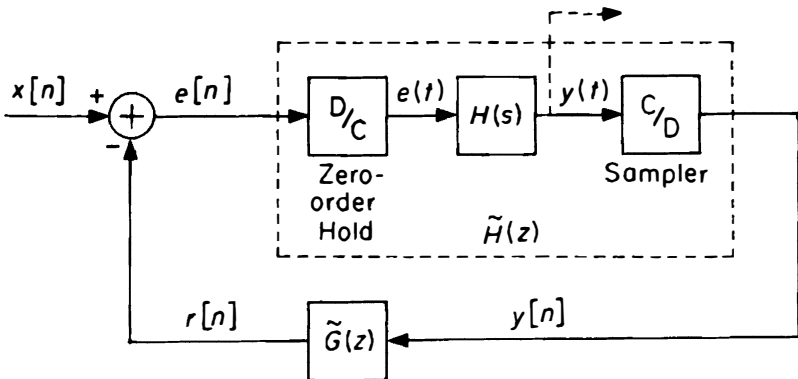 x[n]
+
e[n]
+
−
D/C
e(t)
H(s)
y(t)
C/D
Zero-
order
Hold
Sampler
H̃(z)
r[n]
G̃(z)
y[n]